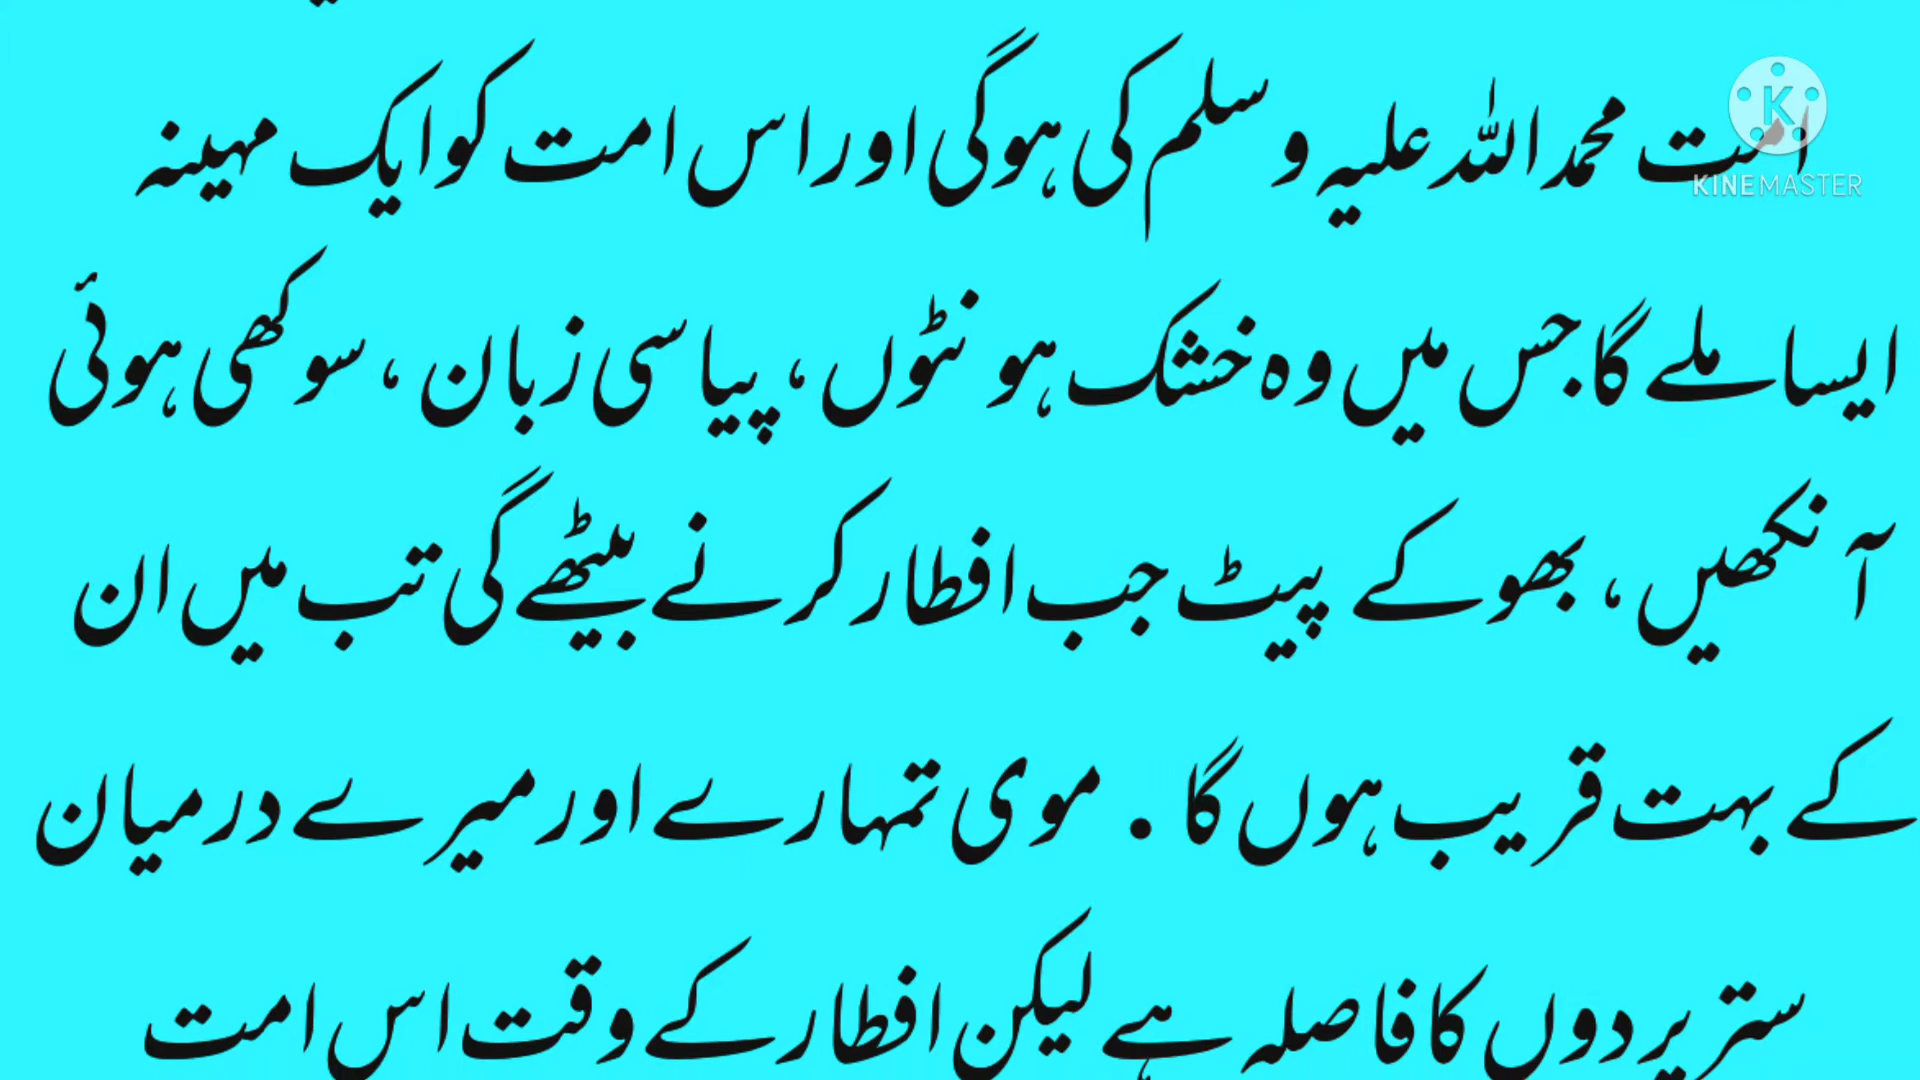 امت محمد اللہ علیہ و سلم کی ہوگی اور اس امت کو ایک مہینہ
KINEMASTER
ایسا ملے گا جس میں وہ خشک ہونٹوں، پیاسی زبان، سوکھی ہوئی
آنکھیں، بھوکے پیٹ جب افطار کرنے بیٹھے گی تب میں ان
کے بہت قریب ہوں گا. موی تمہارے اور میرے درمیان
ستر پردوں کا فاصلہ ہے لیکن افطار کے وقت اس امت